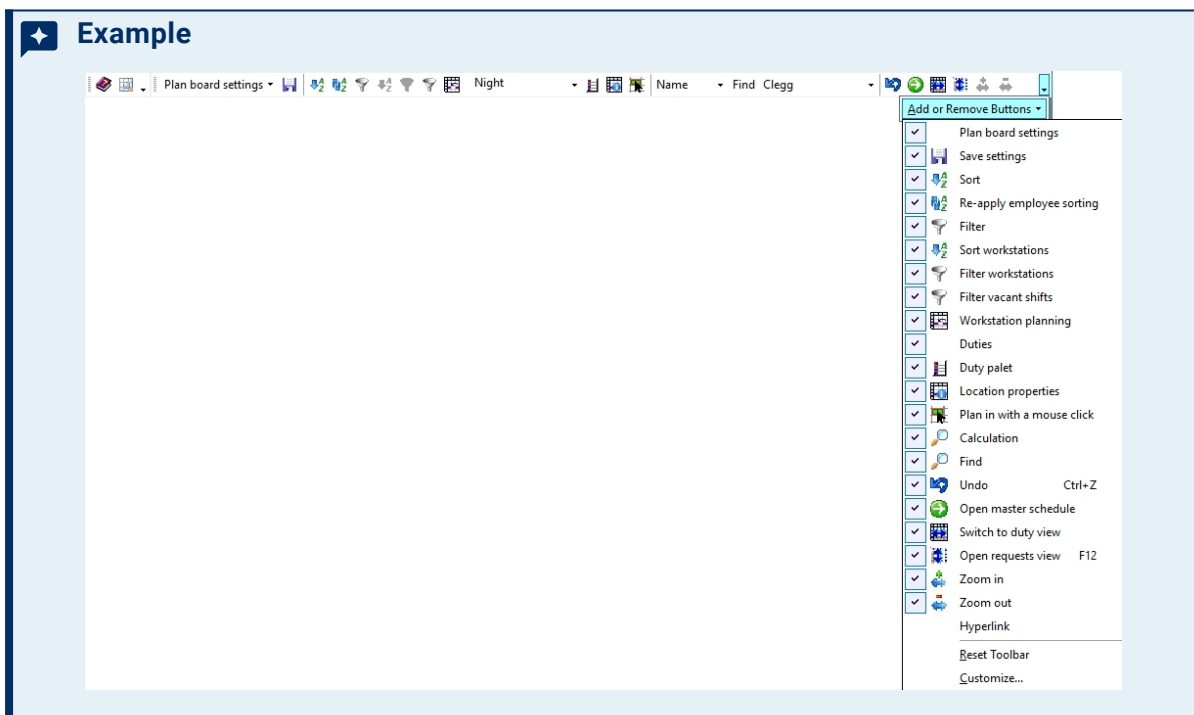 Example
Plan board settings Night Name Find Clegg
Add or Remove Buttons
Plan board settings
Save settings
Sort
Re-apply employee sorting
Filter
Sort workstations
Filter workstations
Filter vacant shifts
Workstation planning
Duties
Duty palet
Location properties
Plan in with a mouse click
Calculation
Find
Undo Ctrl+Z
Open master schedule
Switch to duty view
Open requests view F12
Zoom in
Zoom out
Hyperlink
Reset Toolbar
Customize...